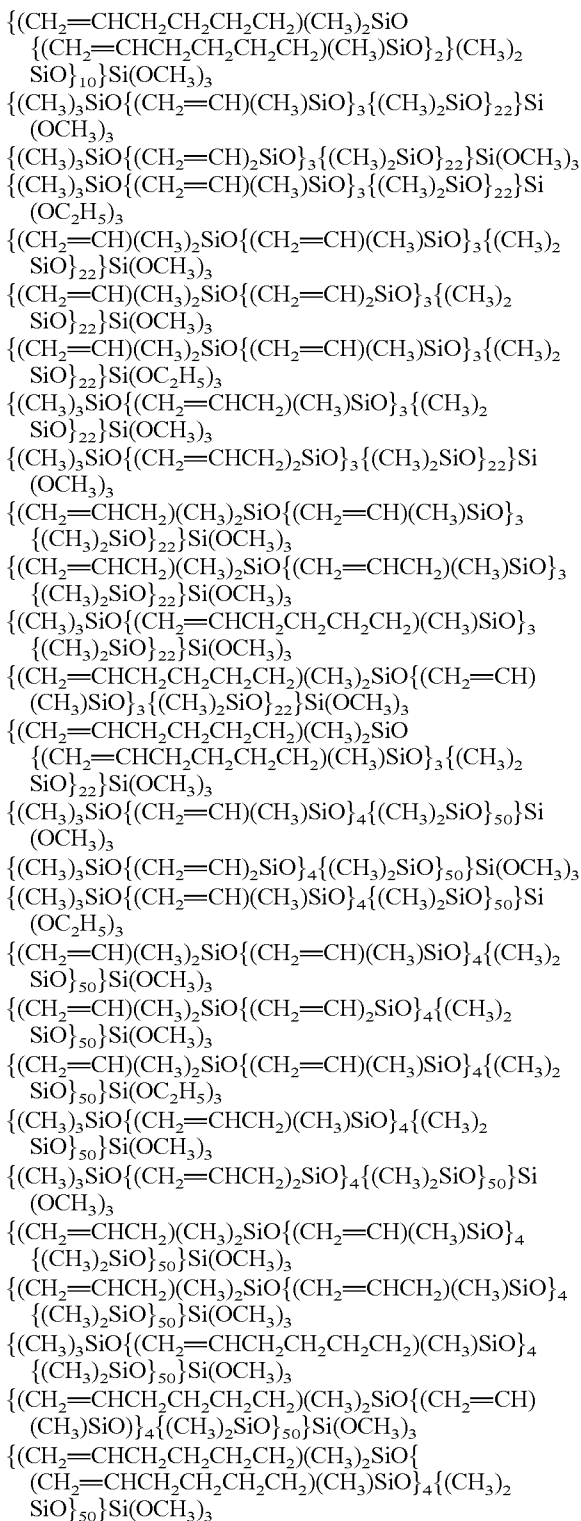 {(CH₂=CHCH₂CH₂CH₂CH₂)(CH₃)₂SiO
{(CH₂=CHCH₂CH₂CH₂CH₂)(CH₃)SiO}₂}(CH₃)₂
SiO}₁₀}Si(OCH₃)₃
{(CH₃)₃SiO{(CH₂=CH)(CH₃)SiO}₃{(CH₃)₂SiO}₂₂}Si
(OCH₃)₃
{(CH₃)₃SiO{(CH₂=CH)₂SiO}₃{(CH₃)₂SiO}₂₂}Si(OCH₃)₃
{(CH₃)₃SiO{(CH₂=CH)(CH₃)SiO}₃{(CH₃)₂SiO}₂₂}Si
(OC₂H₅)₃
{(CH₂=CH)(CH₃)₂SiO{(CH₂=CH)(CH₃)SiO}₃{(CH₃)₂
SiO}₂₂}Si(OCH₃)₃
{(CH₂=CH)(CH₃)₂SiO{(CH₂=CH)₂SiO}₃{(CH₃)₂
SiO}₂₂}Si(OCH₃)₃
{(CH₂=CH)(CH₃)₂SiO{(CH₂=CH)(CH₃)SiO}₃{(CH₃)₂
SiO}₂₂}Si(OC₂H₅)₃
{(CH₃)₃SiO{(CH₂=CHCH₂)(CH₃)SiO}₃{(CH₃)₂
SiO}₂₂}Si(OCH₃)₃
{(CH₃)₃SiO{(CH₂=CHCH₂)₂SiO}₃{(CH₃)₂SiO}₂₂}Si
(OCH₃)₃
{(CH₂=CHCH₂)(CH₃)₂SiO{(CH₂=CH)(CH₃)SiO}₃
{(CH₃)₂SiO}₂₂}Si(OCH₃)₃
{(CH₂=CHCH₂)(CH₃)₂SiO{(CH₂=CHCH₂)(CH₃)SiO}₃
{(CH₃)₂SiO}₂₂}Si(OCH₃)₃
{(CH₃)₃SiO{(CH₂=CHCH₂CH₂CH₂CH₂)(CH₃)SiO}₃
{(CH₃)₂SiO}₂₂}Si(OCH₃)₃
{(CH₂=CHCH₂CH₂CH₂CH₂)(CH₃)₂SiO{(CH₂=CH)
(CH₃)SiO}₃{(CH₃)₂SiO}₂₂}Si(OCH₃)₃
{(CH₂=CHCH₂CH₂CH₂CH₂)(CH₃)₂SiO
{(CH₂=CHCH₂CH₂CH₂CH₂)(CH₃)SiO}₃{(CH₃)₂
SiO}₂₂}Si(OCH₃)₃
{(CH₃)₃SiO{(CH₂=CH)(CH₃)SiO}₄{(CH₃)₂SiO}₅₀}Si
(OCH₃)₃
{(CH₃)₃SiO{(CH₂=CH)₂SiO}₄{(CH₃)₂SiO}₅₀}Si(OCH₃)₃
{(CH₃)₃SiO{(CH₂=CH)(CH₃)SiO}₄{(CH₃)₂SiO}₅₀}Si
(OC₂H₅)₃
{(CH₂=CH)(CH₃)₂SiO{(CH₂=CH)(CH₃)SiO}₄{(CH₃)₂
SiO}₅₀}Si(OCH₃)₃
{(CH₂=CH)(CH₃)₂SiO{(CH₂=CH)₂SiO}₄{(CH₃)₂
SiO}₅₀}Si(OCH₃)₃
{(CH₂=CH)(CH₃)₂SiO{(CH₂=CH)(CH₃)SiO}₄{(CH₃)₂
SiO}₅₀}Si(OC₂H₅)₃
{(CH₃)₃SiO{(CH₂=CHCH₂)(CH₃)SiO}₄{(CH₃)₂
SiO}₅₀}Si(OCH₃)₃
{(CH₃)₃SiO{(CH₂=CHCH₂)₂SiO}₄{(CH₃)₂SiO}₅₀}Si
(OCH₃)₃
{(CH₂=CHCH₂)(CH₃)₂SiO{(CH₂=CH)(CH₃)SiO}₄
{(CH₃)₂SiO}₅₀}Si(OCH₃)₃
{(CH₂=CHCH₂)(CH₃)₂SiO{(CH₂=CHCH₂)(CH₃)SiO}₄
{(CH₃)₂SiO}₅₀}Si(OCH₃)₃
{(CH₃)₃SiO{(CH₂=CHCH₂CH₂CH₂CH₂)(CH₃)SiO}₄
{(CH₃)₂SiO}₅₀}Si(OCH₃)₃
{(CH₂=CHCH₂CH₂CH₂CH₂)(CH₃)₂SiO{(CH₂=CH)
(CH₃)SiO)}₄{(CH₃)₂SiO}₅₀}Si(OCH₃)₃
{(CH₂=CHCH₂CH₂CH₂CH₂)(CH₃)₂SiO{
(CH₂=CHCH₂CH₂CH₂CH₂)(CH₃)SiO}₄{(CH₃)₂
SiO}₅₀}Si(OCH₃)₃